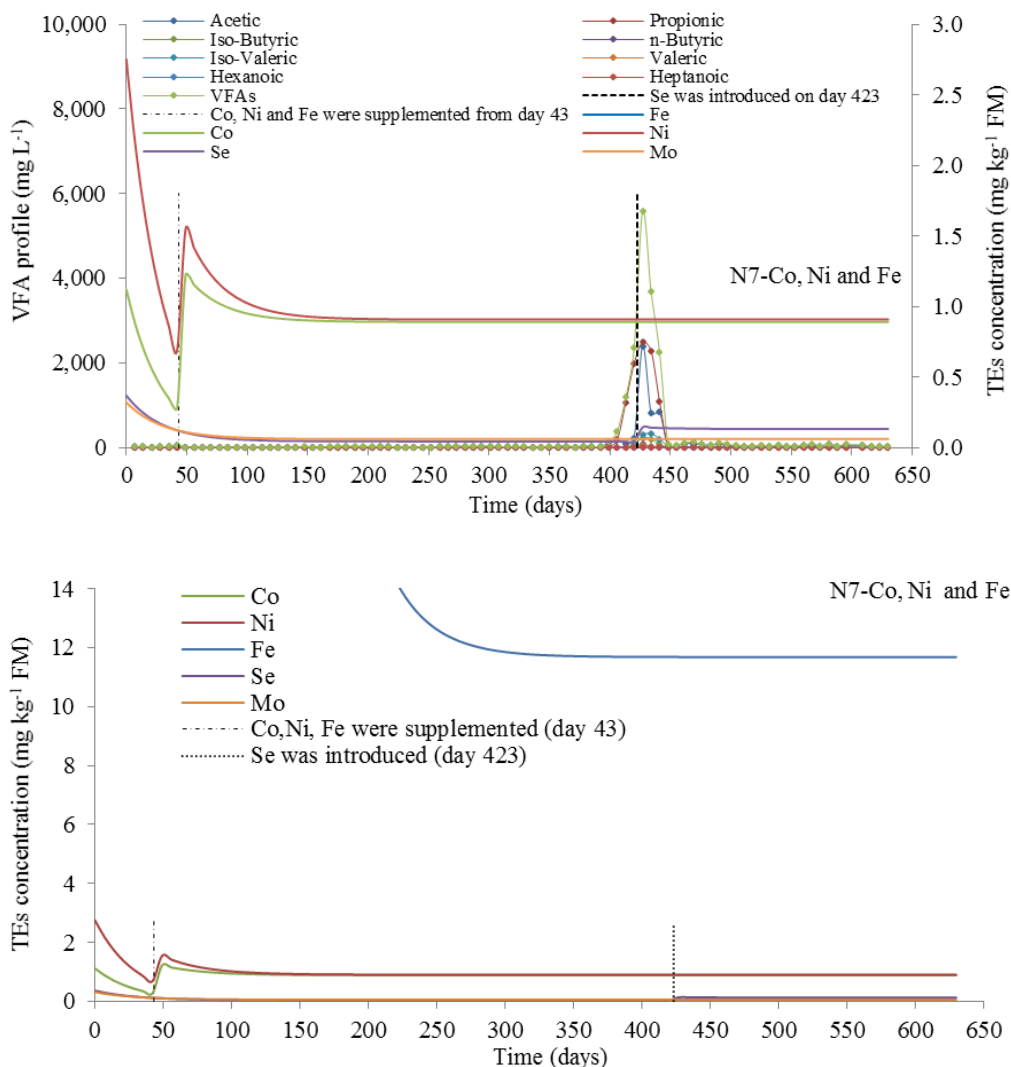 10,000
8,000
6,000
4,000
2,000
0
VFA profile (mg L⁻¹)
3.0
2.5
2.0
1.5
1.0
0.5
0.0
TEs concentration (mg kg⁻¹ FM)
Acetic
Propionic
Iso-Butyric
n-Butyric
Iso-Valeric
Valeric
Hexanoic
Heptanoic
VFAs
Se was introduced on day 423
Co, Ni and Fe were supplemented from day 43
Fe
Co
Ni
Se
Mo
N7-Co, Ni and Fe
0 50 100 150 200 250 300 350 400 450 500 550 600 650
Time (days)
N7-Co, Ni and Fe
14
12
10
8
6
4
2
0
TEs concentration (mg kg⁻¹ FM)
Co
Ni
Fe
Se
Mo
Co,Ni, Fe were supplemented (day 43)
Se was introduced (day 423)
0 50 100 150 200 250 300 350 400 450 500 550 600 650
Time (days)